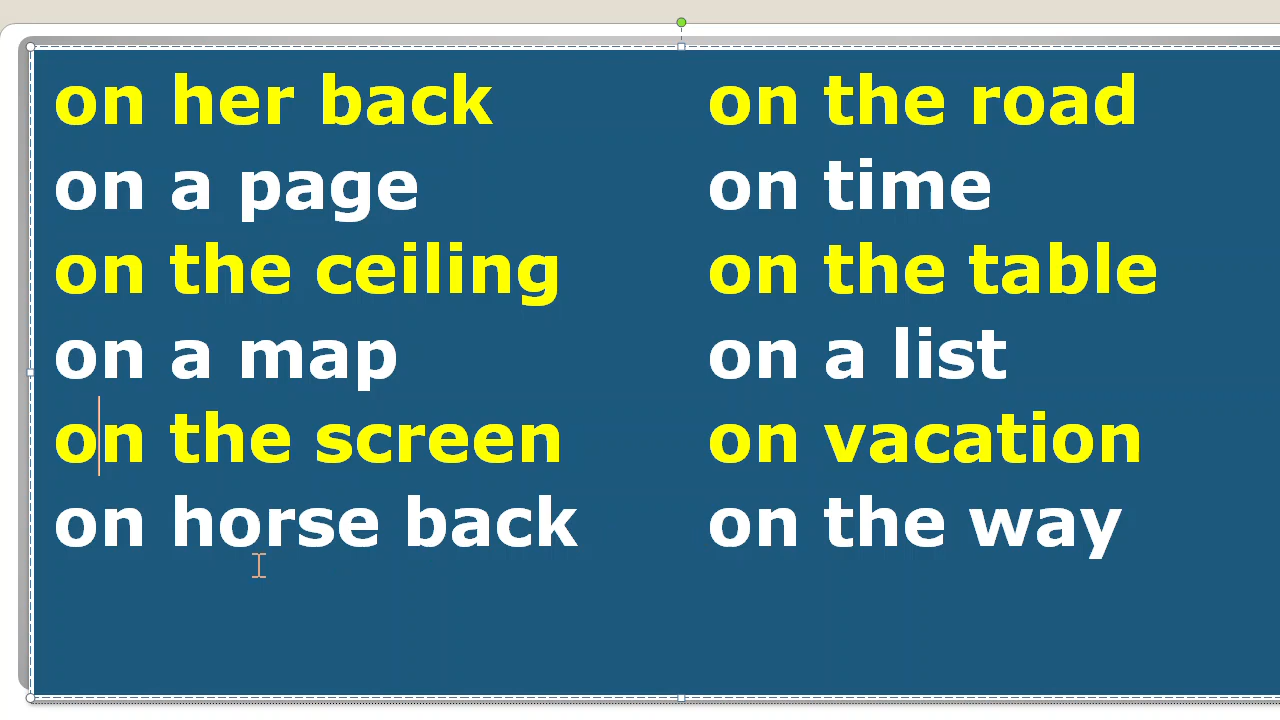 on her back
on a page
on the ceiling
on a map
on the screen
on horse back
on the road
on time
on the table
on a list
on vacation
on the way